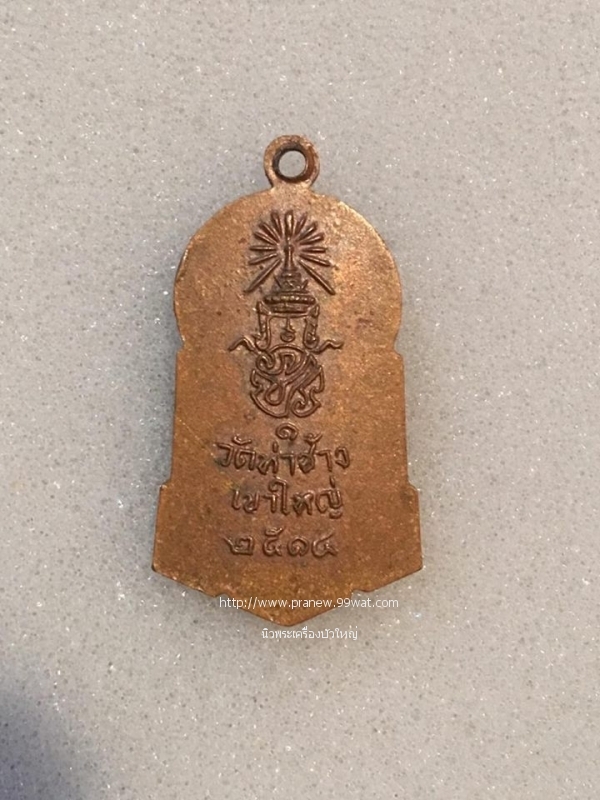 วัดท่าช้าง
เขาใหญ่
๒๕๑๔
http://www.pranew.99wat.com
นิวพระเครื่องบัวใหญ่